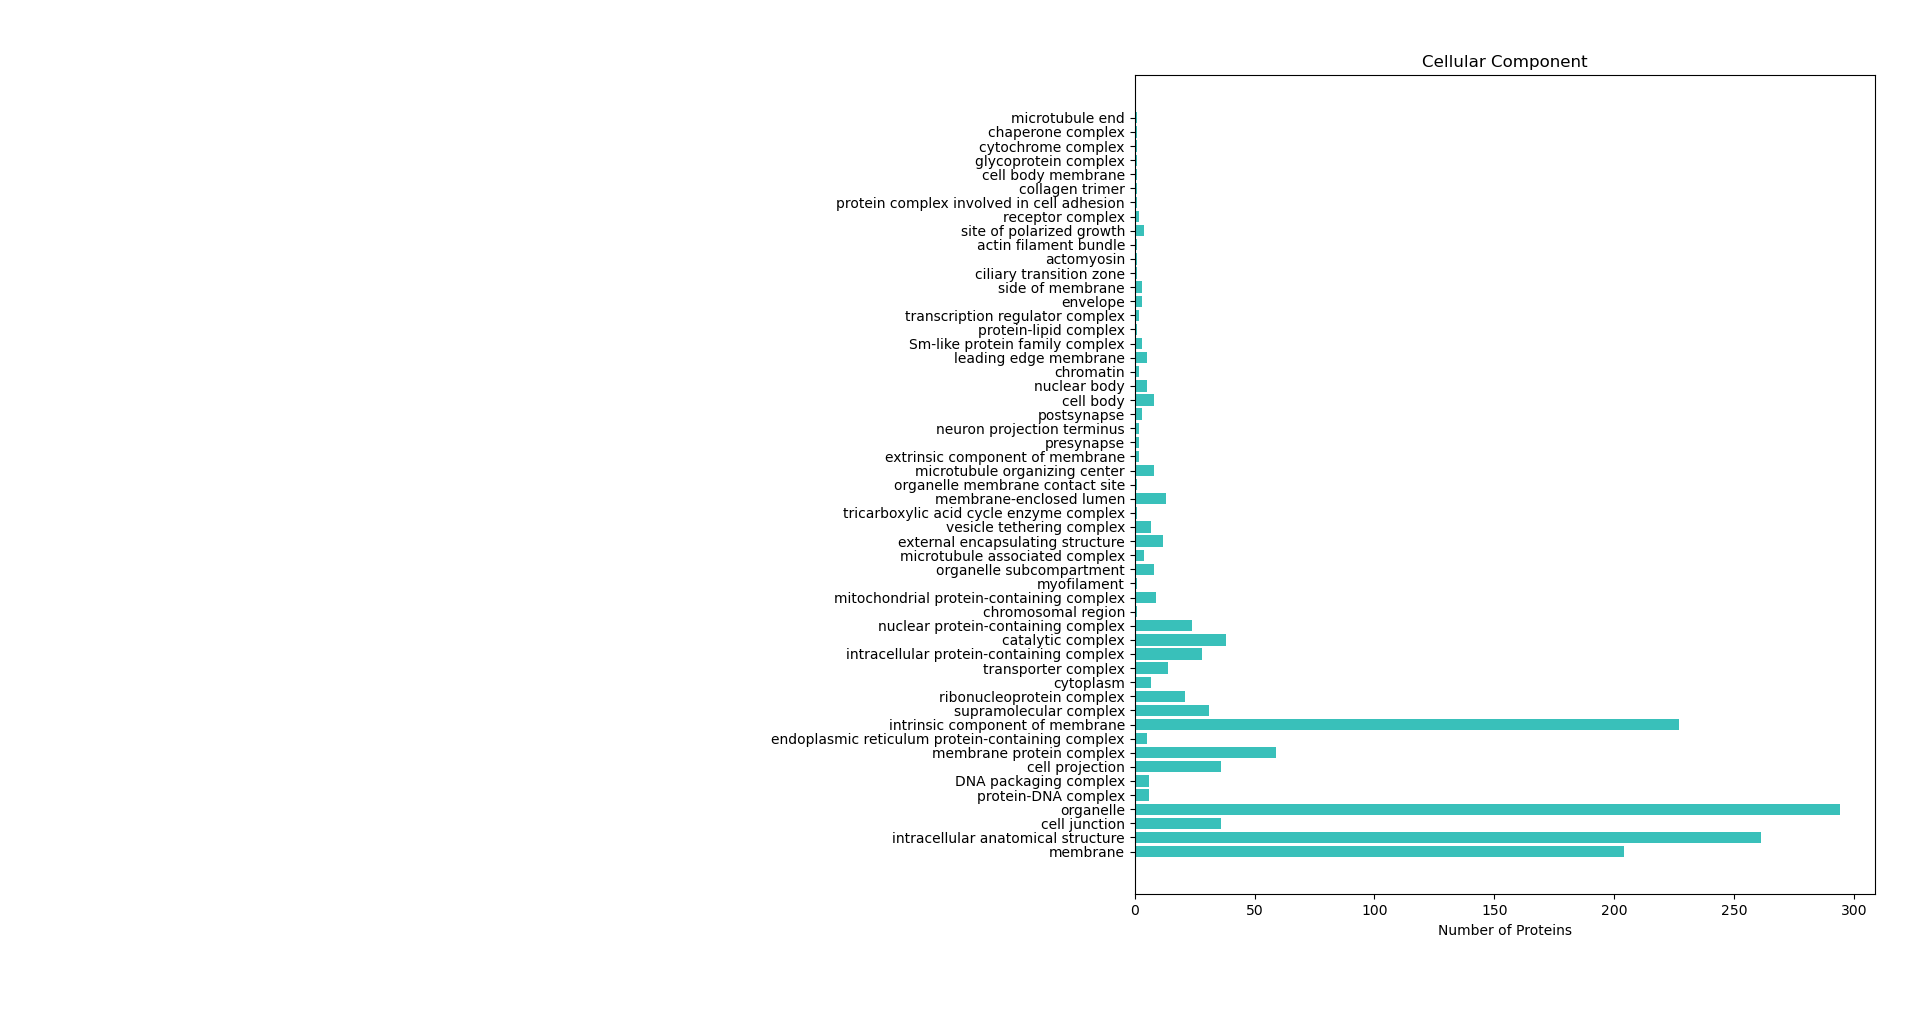 Cellular Component
microtubule end
chaperone complex
cytochrome complex
glycoprotein complex
cell body membrane
collagen trimer
protein complex involved in cell adhesion
receptor complex
site of polarized growth
actin filament bundle
actomyosin
ciliary transition zone
side of membrane
envelope
transcription regulator complex
protein-lipid complex
Sm-like protein family complex
leading edge membrane
chromatin
nuclear body
cell body
postsynapse
neuron projection terminus
presynapse
extrinsic component of membrane
microtubule organizing center
organelle membrane contact site
membrane-enclosed lumen
tricarboxylic acid cycle enzyme complex
vesicle tethering complex
external encapsulating structure
microtubule associated complex
organelle subcompartment
myofilament
mitochondrial protein-containing complex
chromosomal region
nuclear protein-containing complex
catalytic complex
intracellular protein-containing complex
transporter complex
cytoplasm
ribonucleoprotein complex
supramolecular complex
intrinsic component of membrane
endoplasmic reticulum protein-containing complex
membrane protein complex
cell projection
DNA packaging complex
protein-DNA complex
organelle
cell junction
intracellular anatomical structure
membrane
0 50 100 150 200 250 300
Number of Proteins